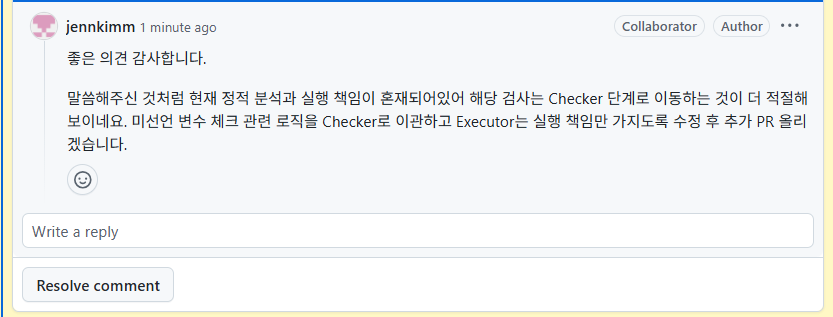 jennkimm 1 minute ago Collaborator Author
좋은 의견 감사합니다.
말씀해주신 것처럼 현재 정적 분석과 실행 책임이 혼재되어있어 해당 검사는 Checker 단계로 이동하는 것이 더 적절해
보이네요. 미선언 변수 체크 관련 로직을 Checker로 이관하고 Executor는 실행 책임만 가지도록 수정 후 추가 PR 올리
겠습니다.
Write a reply
Resolve comment